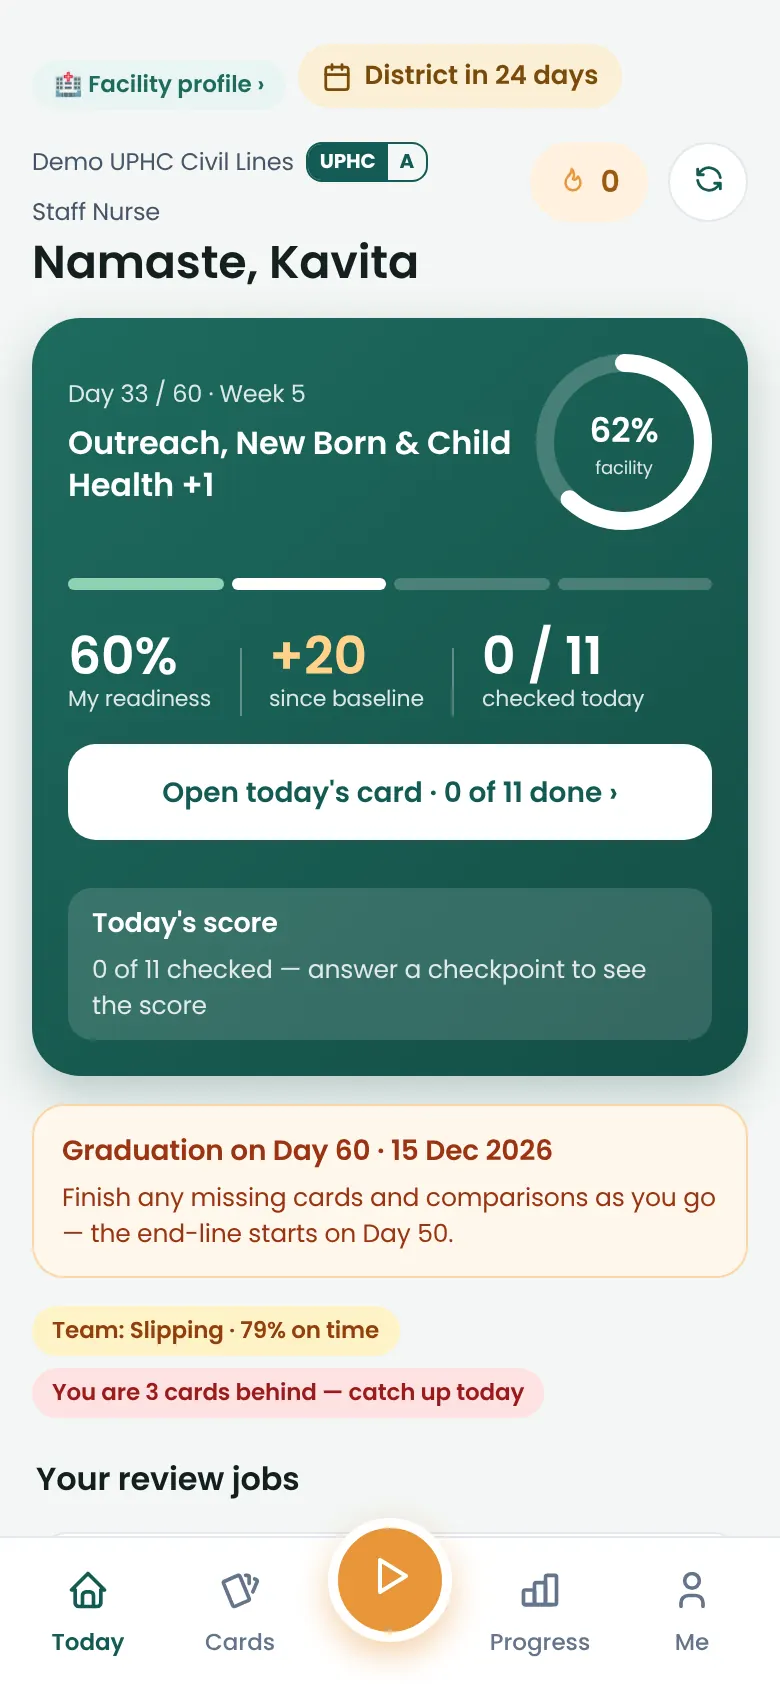 Facility profile ›
District in 24 days
Demo UPHC Civil Lines
UPHC A
Staff Nurse
0
Namaste, Kavita
Day 33 / 60 · Week 5
Outreach, New Born & Child
Health +1
62%
facility
60%
My readiness
+20
since baseline
0 / 11
checked today
Open today's card · 0 of 11 done ›
Today's score
0 of 11 checked — answer a checkpoint to see
the score
Graduation on Day 60 · 15 Dec 2026
Finish any missing cards and comparisons as you go
— the end-line starts on Day 50.
Team: Slipping · 79% on time
You are 3 cards behind — catch up today
Your review jobs
Today
Cards
Progress
Me